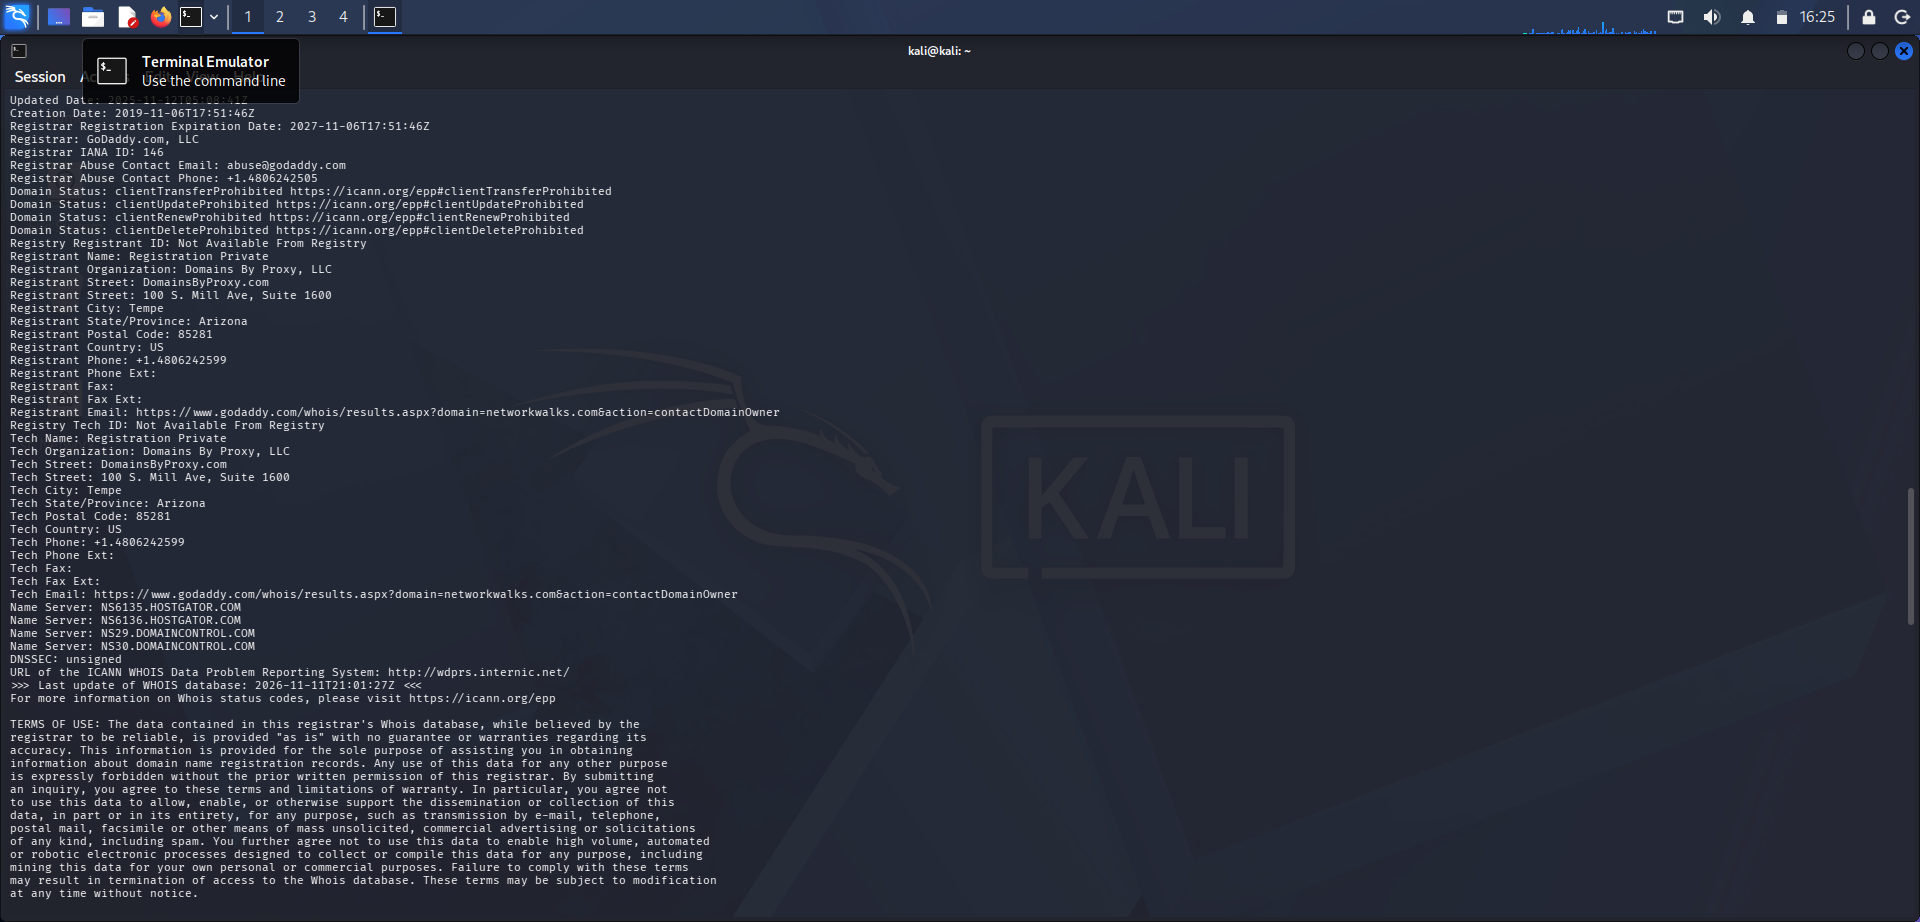 1 2 3 4
16:25
kali@kali: ~
Session
Terminal Emulator
Use the command line
Updated Date: 2025-11-12T05:08:41Z
Creation Date: 2019-11-06T17:51:46Z
Registrar Registration Expiration Date: 2027-11-06T17:51:46Z
Registrar: GoDaddy.com, LLC
Registrar IANA ID: 146
Registrar Abuse Contact Email: abuse@godaddy.com
Registrar Abuse Contact Phone: +1.4806242505
Domain Status: clientTransferProhibited https://icann.org/epp#clientTransferProhibited
Domain Status: clientUpdateProhibited https://icann.org/epp#clientUpdateProhibited
Domain Status: clientRenewProhibited https://icann.org/epp#clientRenewProhibited
Domain Status: clientDeleteProhibited https://icann.org/epp#clientDeleteProhibited
Registry Registrant ID: Not Available From Registry
Registrant Name: Registration Private
Registrant Organization: Domains By Proxy, LLC
Registrant Street: DomainsByProxy.com
Registrant Street: 100 S. Mill Ave, Suite 1600
Registrant City: Tempe
Registrant State/Province: Arizona
Registrant Postal Code: 85281
Registrant Country: US
Registrant Phone: +1.4806242599
Registrant Phone Ext:
Registrant Fax:
Registrant Fax Ext:
Registrant Email: https://www.godaddy.com/whois/results.aspx?domain=networkwalks.com&action=contactDomainOwner
Registry Tech ID: Not Available From Registry
Tech Name: Registration Private
Tech Organization: Domains By Proxy, LLC
Tech Street: DomainsByProxy.com
Tech Street: 100 S. Mill Ave, Suite 1600
Tech City: Tempe
Tech State/Province: Arizona
Tech Postal Code: 85281
Tech Country: US
Tech Phone: +1.4806242599
Tech Phone Ext:
Tech Fax:
Tech Fax Ext:
Tech Email: https://www.godaddy.com/whois/results.aspx?domain=networkwalks.com&action=contactDomainOwner
Name Server: NS6135.HOSTGATOR.COM
Name Server: NS6136.HOSTGATOR.COM
Name Server: NS29.DOMAINCONTROL.COM
Name Server: NS30.DOMAINCONTROL.COM
DNSSEC: unsigned
URL of the ICANN WHOIS Data Problem Reporting System: http://wdprs.internic.net/
>>> Last update of WHOIS database: 2026-11-11T21:01:27Z <<<
For more information on Whois status codes, please visit https://icann.org/epp
TERMS OF USE: The data contained in this registrar's Whois database, while believed by the
registrar to be reliable, is provided "as is" with no guarantee or warranties regarding its
accuracy. This information is provided for the sole purpose of assisting you in obtaining
information about domain name registration records. Any use of this data for any other purpose
is expressly forbidden without the prior written permission of this registrar. By submitting
an inquiry, you agree to these terms and limitations of warranty. In particular, you agree not
to use this data to allow, enable, or otherwise support the dissemination or collection of this
data, in part or in its entirety, for any purpose, such as transmission by e-mail, telephone,
postal mail, facsimile or other means of mass unsolicited, commercial advertising or solicitations
of any kind, including spam. You further agree not to use this data to enable high volume, automated
or robotic electronic processes designed to collect or compile this data for any purpose, including
mining this data for your own personal or commercial purposes. Failure to comply with these terms
may result in termination of access to the Whois database. These terms may be subject to modification
at any time without notice.
KALI